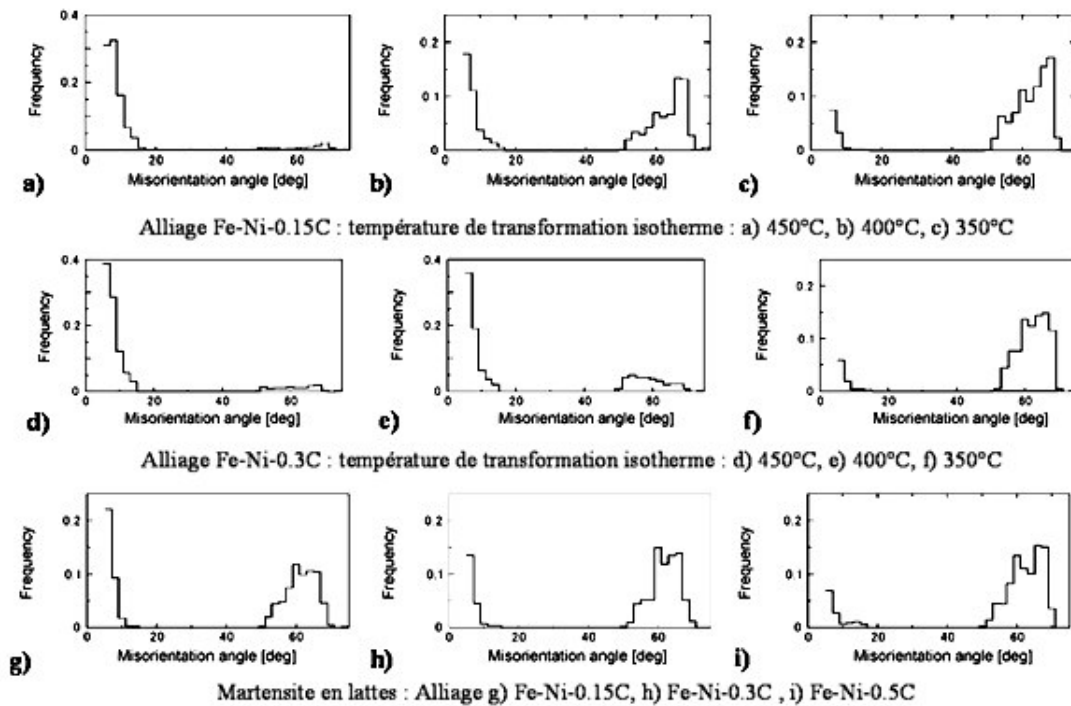 0.4
0.2
0
Frequency
0 20 40 60
Misorientation angle [deg]
a)
0.2
0.1
0
Frequency
0 20 40 60
Misorientation angle [deg]
b)
0.2
0.1
0
Frequency
0 20 40 60
Misorientation angle [deg]
c)
Alliage Fe-Ni-0.15C : température de transformation isotherme : a) 450°C, b) 400°C, c) 350°C
0.4
0.2
0
Frequency
0 20 40 60
Misorientation angle [deg]
d)
0.4
0.2
0
Frequency
0 20 40 60
Misorientation angle [deg]
e)
0.2
0.1
0
Frequency
0 20 40 60
Misorientation angle [deg]
f)
Alliage Fe-Ni-0.3C : température de transformation isotherme : d) 450°C, e) 400°C, f) 350°C
0.2
0.1
0
Frequency
0 20 40 60
Misorientation angle [deg]
g)
0.2
0.1
0
Frequency
0 20 40 60
Misorientation angle [deg]
h)
0.2
0.1
0
Frequency
0 20 40 60
Misorientation angle [deg]
i)
Martensite en lattes : Alliage g) Fe-Ni-0.15C, h) Fe-Ni-0.3C , i) Fe-Ni-0.5C